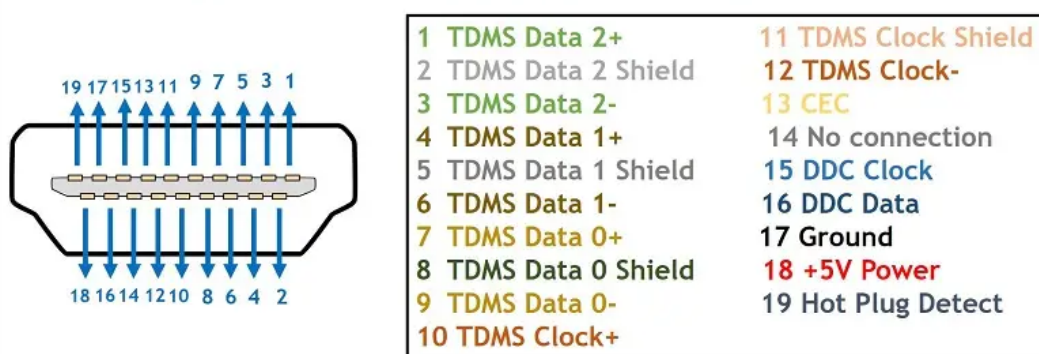 19 17 15 13 11 9 7 5 3 1
18 16 14 12 10 8 6 4 2
1 TDMS Data 2+
2 TDMS Data 2 Shield
3 TDMS Data 2-
4 TDMS Data 1+
5 TDMS Data 1 Shield
6 TDMS Data 1-
7 TDMS Data 0+
8 TDMS Data 0 Shield
9 TDMS Data 0-
10 TDMS Clock+
11 TDMS Clock Shield
12 TDMS Clock-
13 CEC
14 No connection
15 DDC Clock
16 DDC Data
17 Ground
18 +5V Power
19 Hot Plug Detect